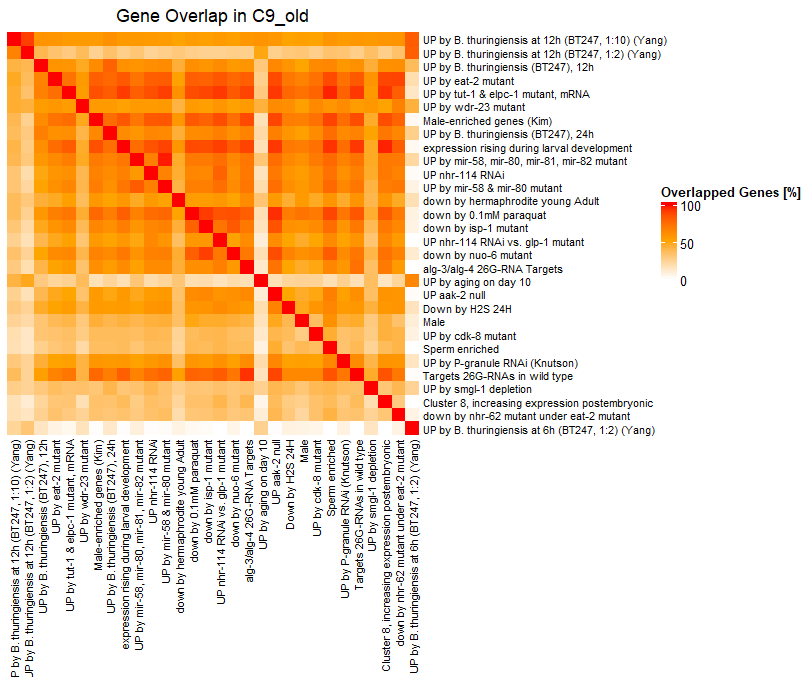 Gene Overlap in C9_old
UP by B. thuringiensis at 12h (BT247, 1:10) (Yang)
UP by B. thuringiensis at 12h (BT247, 1:2) (Yang)
UP by B. thuringiensis (BT247), 12h
UP by eat-2 mutant
UP by tut-1 & elpc-1 mutant, mRNA
UP by wdr-23 mutant
Male-enriched genes (Kim)
UP by B. thuringiensis (BT247), 24h
expression rising during larval development
UP by mir-58, mir-80, mir-81, mir-82 mutant
UP nhr-114 RNAi
UP by mir-58 & mir-80 mutant
down by hermaphrodite young Adult
down by 0.1mM paraquat
down by isp-1 mutant
UP nhr-114 RNAi vs. glp-1 mutant
down by nuo-6 mutant
alg-3/alg-4 26G-RNA Targets
UP by aging on day 10
UP aak-2 null
Down by H2S 24H
Male
UP by cdk-8 mutant
Sperm enriched
UP by P-granule RNAi (Knutson)
Targets 26G-RNAs in wild type
UP by smgl-1 depletion
Cluster 8, increasing expression postembryonic
down by nhr-62 mutant under eat-2 mutant
UP by B. thuringiensis at 6h (BT247, 1:2) (Yang)
Overlapped Genes [%]
100
50
0
P by B. thuringiensis at 12h (BT247, 1:10) (Yang)
UP by B. thuringiensis at 12h (BT247, 1:2) (Yang)
UP by B. thuringiensis (BT247), 12h
UP by eat-2 mutant
UP by tut-1 & elpc-1 mutant, mRNA
UP by wdr-23 mutant
Male-enriched genes (Kim)
UP by B. thuringiensis (BT247), 24h
expression rising during larval development
UP by mir-58, mir-80, mir-81, mir-82 mutant
UP nhr-114 RNAi
UP by mir-58 & mir-80 mutant
down by hermaphrodite young Adult
down by 0.1mM paraquat
down by isp-1 mutant
UP nhr-114 RNAi vs. glp-1 mutant
down by nuo-6 mutant
alg-3/alg-4 26G-RNA Targets
UP by aging on day 10
UP aak-2 null
Down by H2S 24H
Male
UP by cdk-8 mutant
Sperm enriched
UP by P-granule RNAi (Knutson)
Targets 26G-RNAs in wild type
UP by smgl-1 depletion
Cluster 8, increasing expression postembryonic
down by nhr-62 mutant under eat-2 mutant
UP by B. thuringiensis at 6h (BT247, 1:2) (Yang)